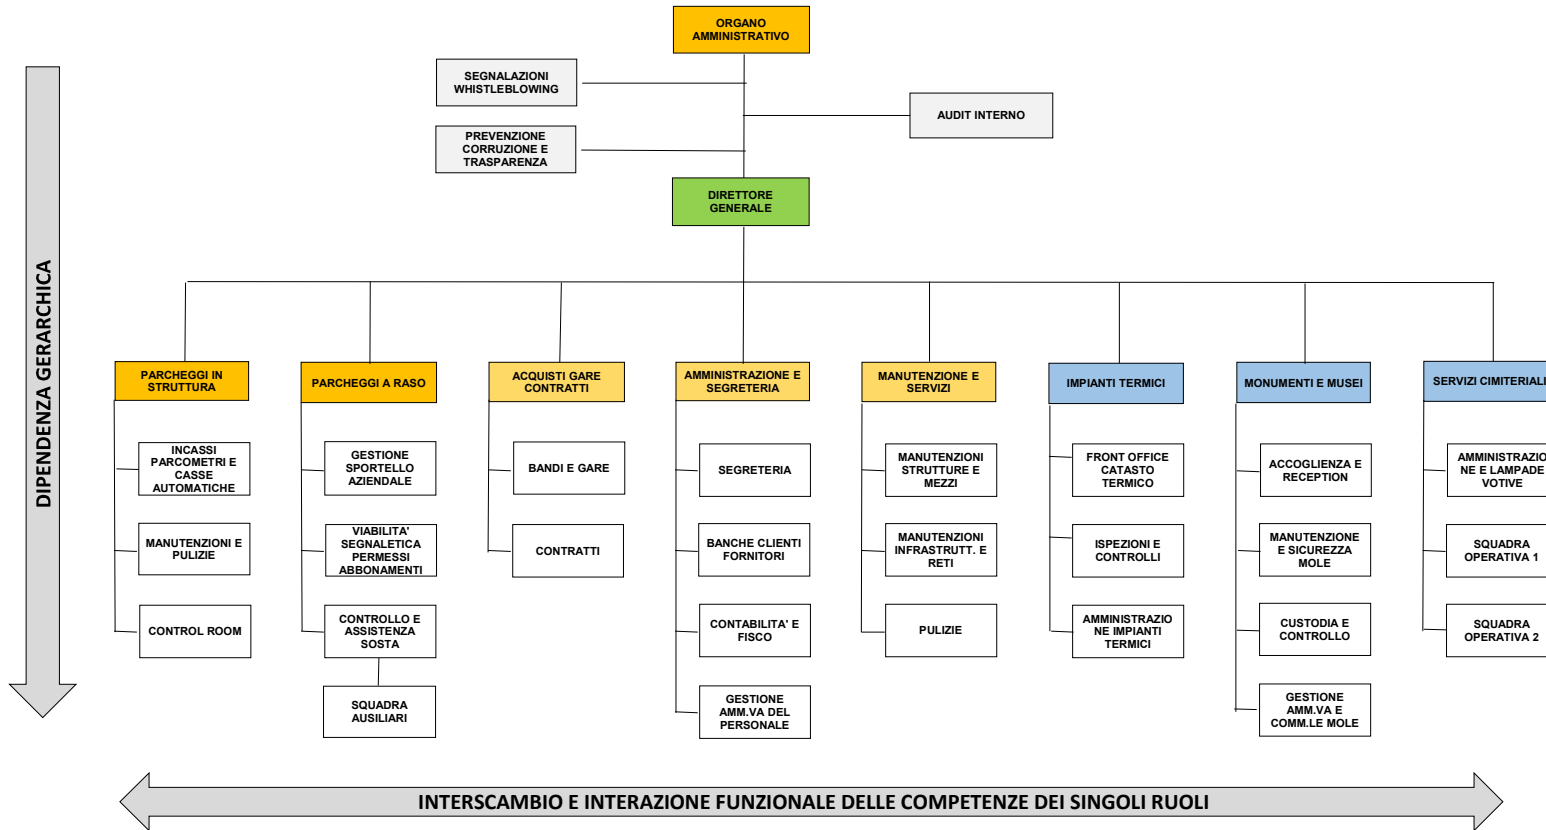 ORGANO
AMMINISTRATIVO
SEGNALAZIONI
WHISTLEBLOWING
AUDIT INTERNO
PREVENZIONE
CORRUZIONE E
TRASPARENZA
DIRETTORE
GENERALE
DIPENDENZA GERARCHICA
PARCHEGGI IN
STRUTTURA
PARCHEGGI A RASO
ACQUISTI GARE
CONTRATTI
AMMINISTRAZIONE E
SEGRETERIA
MANUTENZIONE E
SERVIZI
IMPIANTI TERMICI
MONUMENTI E MUSEI
SERVIZI CIMITERIALI
INCASSI
PARCOMETRI E
CASSE
AUTOMATICHE
GESTIONE
SPORTELLO
AZIENDALE
BANDI E GARE
SEGRETERIA
MANUTENZIONI
STRUTTURE E
MEZZI
FRONT OFFICE
CATASTO
TERMICO
ACCOGLIENZA E
RECEPTION
AMMINISTRAZIO
NE E LAMPADE
VOTIVE
MANUTENZIONI E
PULIZIE
VIABILITA'
SEGNALETICA
PERMESSI
ABBONAMENTI
CONTRATTI
BANCHE CLIENTI
FORNITORI
MANUTENZIONI
INFRASTRUTT. E
RETI
ISPEZIONI E
CONTROLLI
MANUTENZIONE
E SICUREZZA
MOLE
SQUADRA
OPERATIVA 1
CONTROL ROOM
CONTROLLO E
ASSISTENZA
SOSTA
CONTABILITA' E
FISCO
PULIZIE
AMMINISTRAZIO
NE IMPIANTI
TERMICI
CUSTODIA E
CONTROLLO
SQUADRA
OPERATIVA 2
SQUADRA
AUSILIARI
GESTIONE
AMM.VA DEL
PERSONALE
GESTIONE
AMM.VA E
COMM.LE MOLE
INTERSCAMBIO E INTERAZIONE FUNZIONALE DELLE COMPETENZE DEI SINGOLI RUOLI